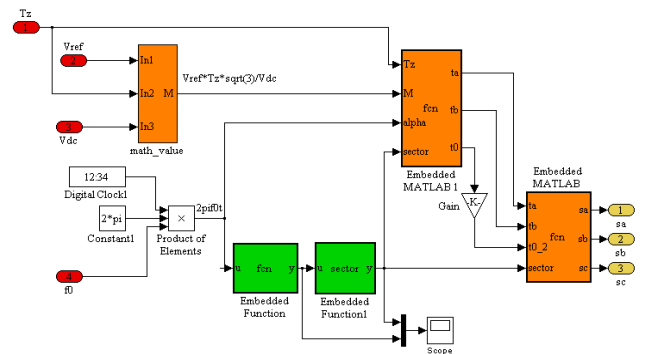 Tz
1
Vref
2
In1
In2 M
In3
math_value
Vref*Tz*sqrt(3)/Vdc
3
Vdc
Tz
M
fcn
alpha
sector
ta
tb
t0
Embedded
MATLAB 1
-K-
Gain
12:34
Digital Clock1
2*pi
Constant1
×
2pif0t
Product of
Elements
4
f0
u fcn y
Embedded
Function
u sector y
Embedded
Function1
Embedded
MATLAB
ta
tb
fcn
t0_2
sector
sa
sb
sc
1
sa
2
sb
3
sc
Scope